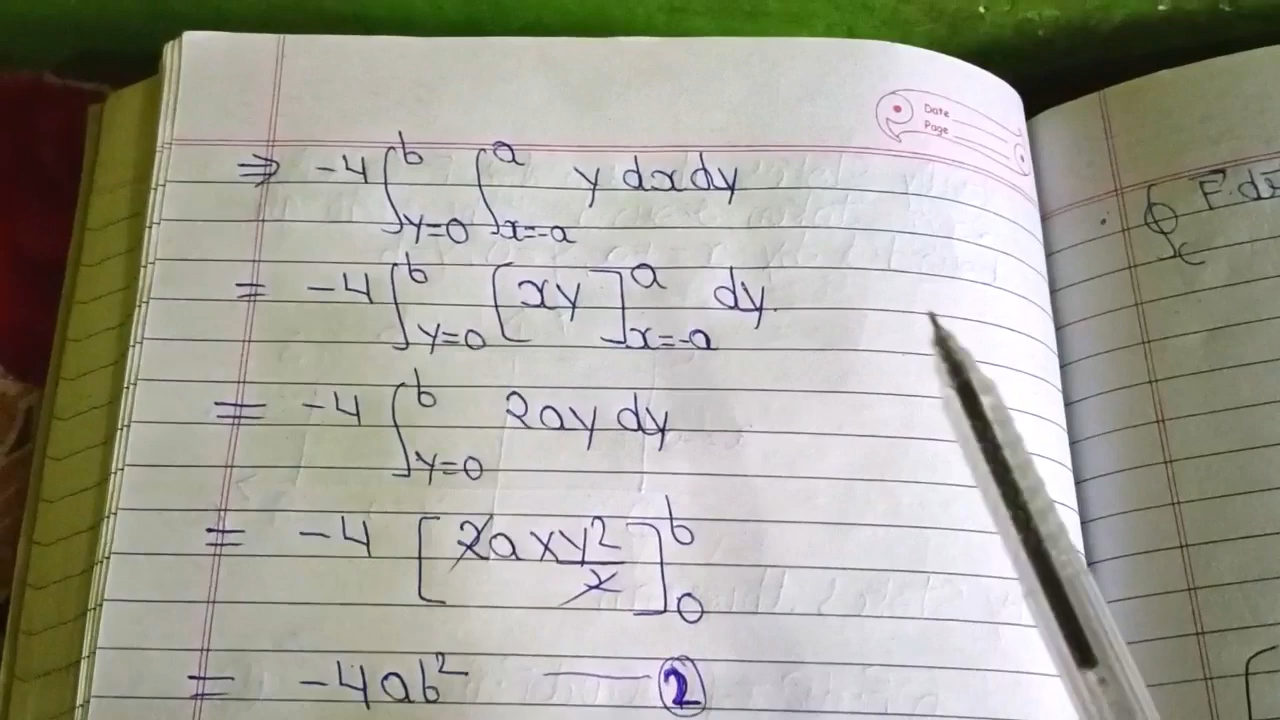 Date
Page
⇒ -4 ∫_{y=0}^{b} ∫_{x=-a}^{a} y dx dy
= -4 ∫_{y=0}^{b} [xy]_{x=-a}^{a} dy
= -4 ∫_{y=0}^{b} 2ay dy
= -4 [2a × y²/2]_{0}^{b}
= -4ab² —— ②
∮_c F⃗.d